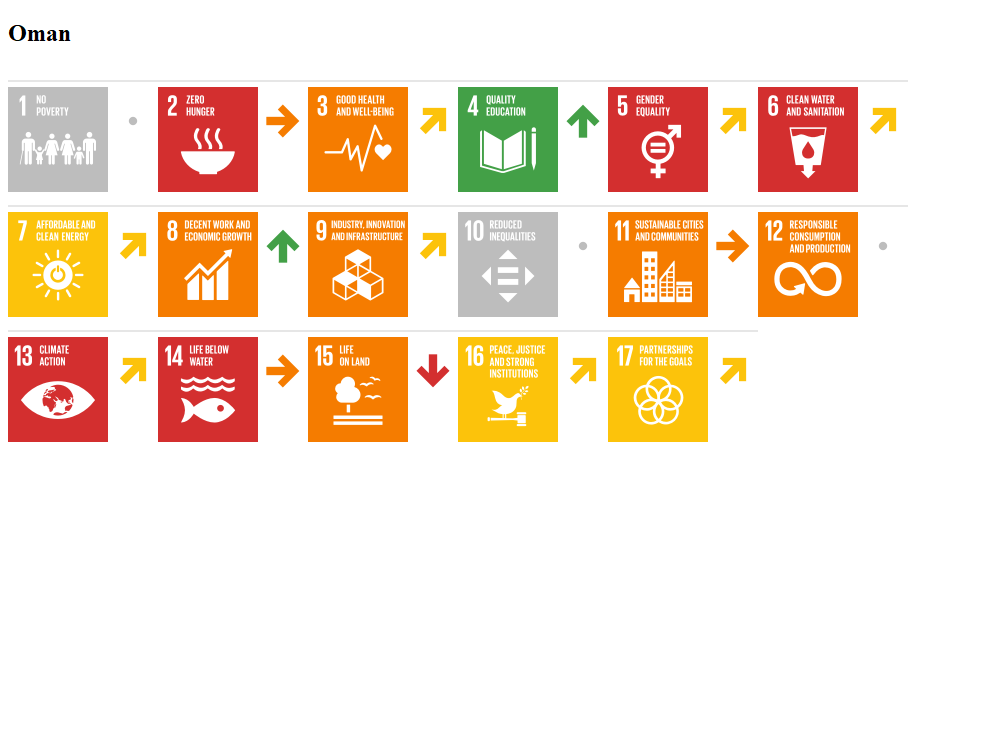 Oman
1 NO
POVERTY
2 ZERO
HUNGER
3 GOOD HEALTH
AND WELL-BEING
4 QUALITY
EDUCATION
5 GENDER
EQUALITY
6 CLEAN WATER
AND SANITATION
7 AFFORDABLE AND
CLEAN ENERGY
8 DECENT WORK AND
ECONOMIC GROWTH
9 INDUSTRY, INNOVATION
AND INFRASTRUCTURE
10 REDUCED
INEQUALITIES
11 SUSTAINABLE CITIES
AND COMMUNITIES
12 RESPONSIBLE
CONSUMPTION
AND PRODUCTION
13 CLIMATE
ACTION
14 LIFE BELOW
WATER
15 LIFE
ON LAND
16 PEACE, JUSTICE
AND STRONG
INSTITUTIONS
17 PARTNERSHIPS
FOR THE GOALS